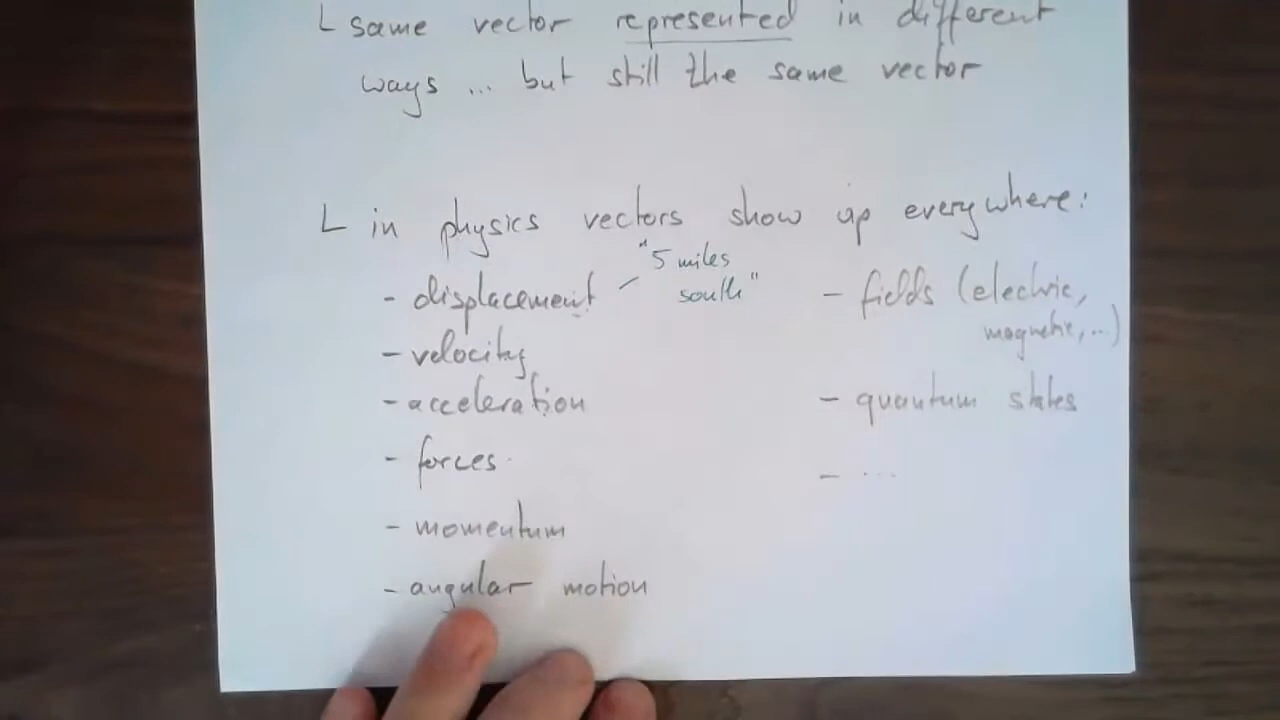 └ same vector represented in different
ways ... but still the same vector
└ in physics vectors show up everywhere:
- displacement – "5 miles
south"
- velocity
- acceleration
- forces
- momentum
- angular motion
- fields (electric,
magnetic,...)
- quantum states
- ...